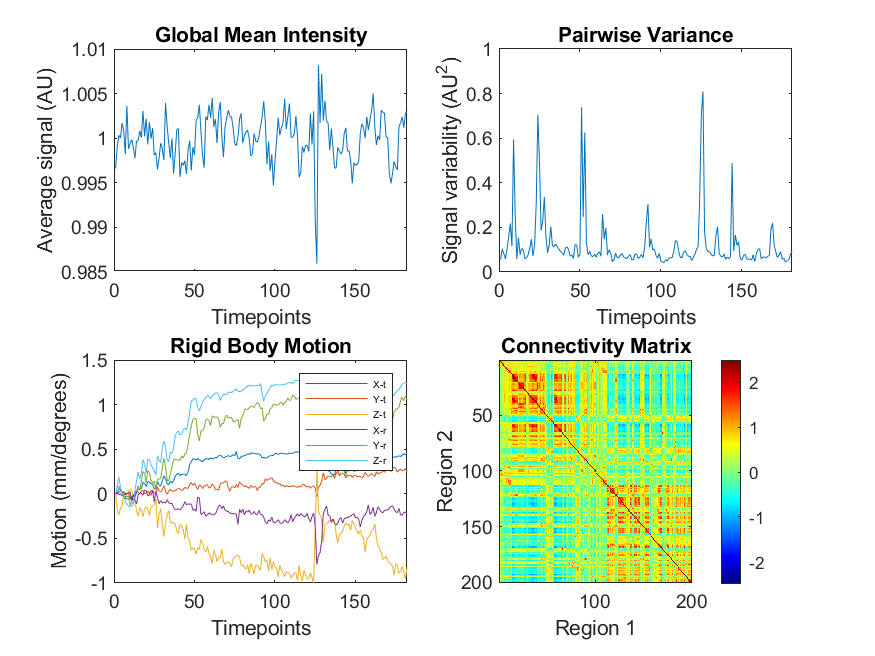 Global Mean Intensity
1.01
1.005
1
0.995
0.99
0.985
Average signal (AU)
0 50 100 150
Timepoints
Pairwise Variance
1
0.8
0.6
0.4
0.2
0
Signal variability (AU²)
0 50 100 150
Timepoints
Rigid Body Motion
1.5
1
0.5
0
-0.5
-1
Motion (mm/degrees)
X-t
Y-t
Z-t
X-r
Y-r
Z-r
0 50 100 150
Timepoints
Connectivity Matrix
50
100
150
200
Region 2
100 200
Region 1
2
1
0
-1
-2